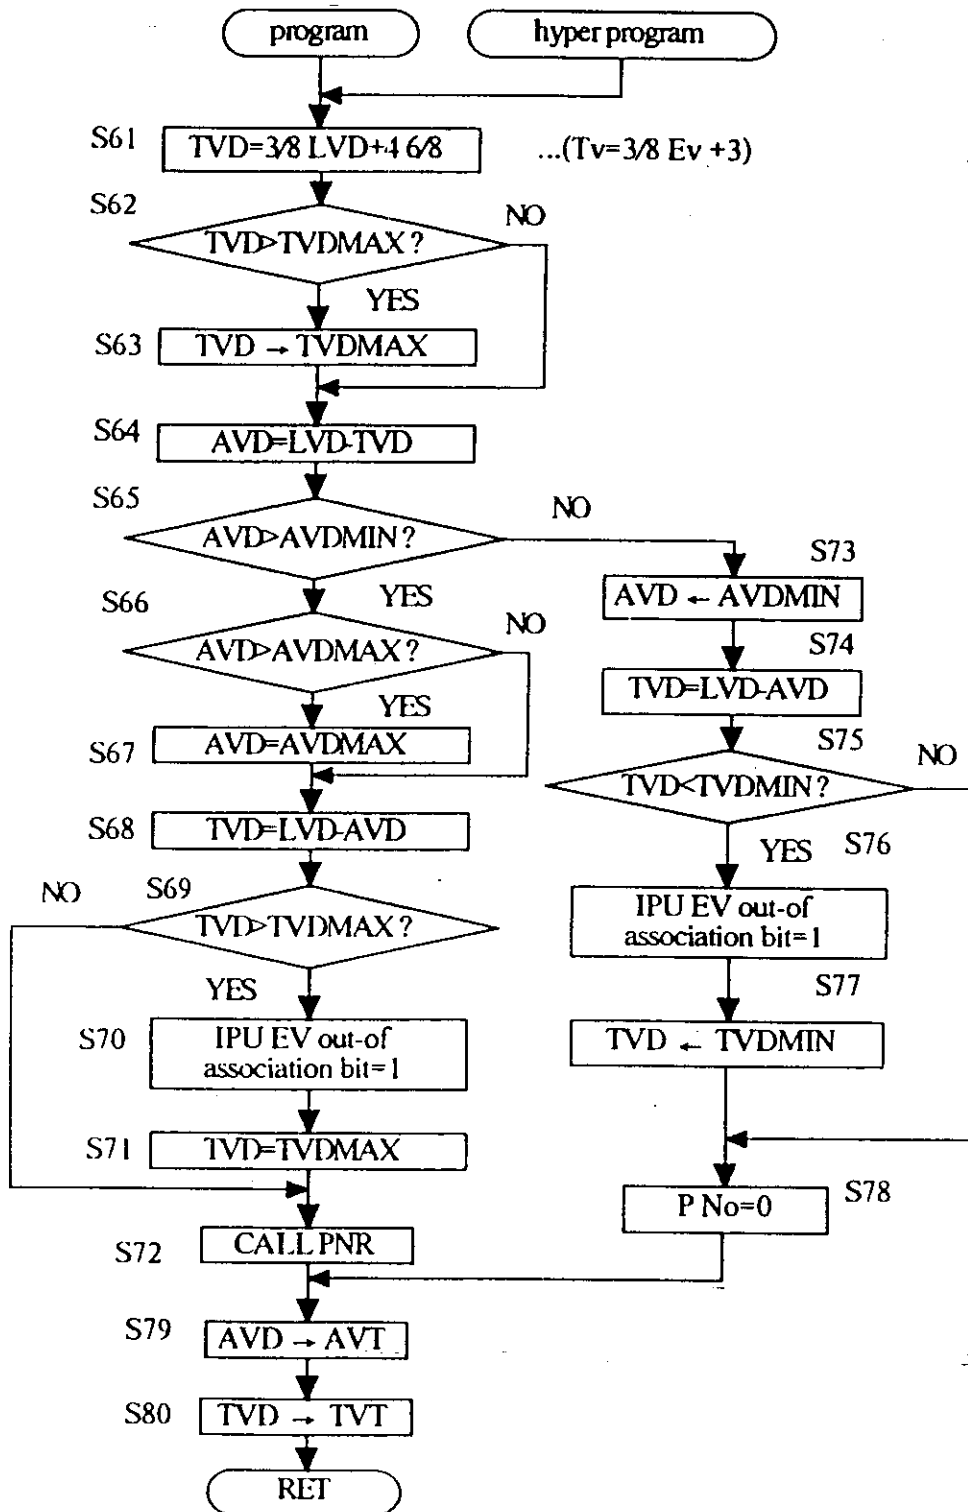 program
hyper program
S61
TVD=3/8 LVD+4 6/8
...(Tv=3/8 Ev +3)
S62
TVD>TVDMAX?
NO
YES
S63
TVD → TVDMAX
S64
AVD=LVD-TVD
S65
AVD>AVDMIN?
NO
YES
S73
AVD ← AVDMIN
S66
AVD>AVDMAX?
NO
YES
S74
TVD=LVD-AVD
S67
AVD=AVDMAX
S75
TVD<TVDMIN?
NO
YES
S68
TVD=LVD-AVD
S76
IPU EV out-of
association bit=1
S69
TVD>TVDMAX?
NO
YES
S77
TVD ← TVDMIN
S70
IPU EV out-of
association bit=1
S71
TVD=TVDMAX
S78
P No=0
S72
CALL PNR
S79
AVD → AVT
S80
TVD → TVT
RET